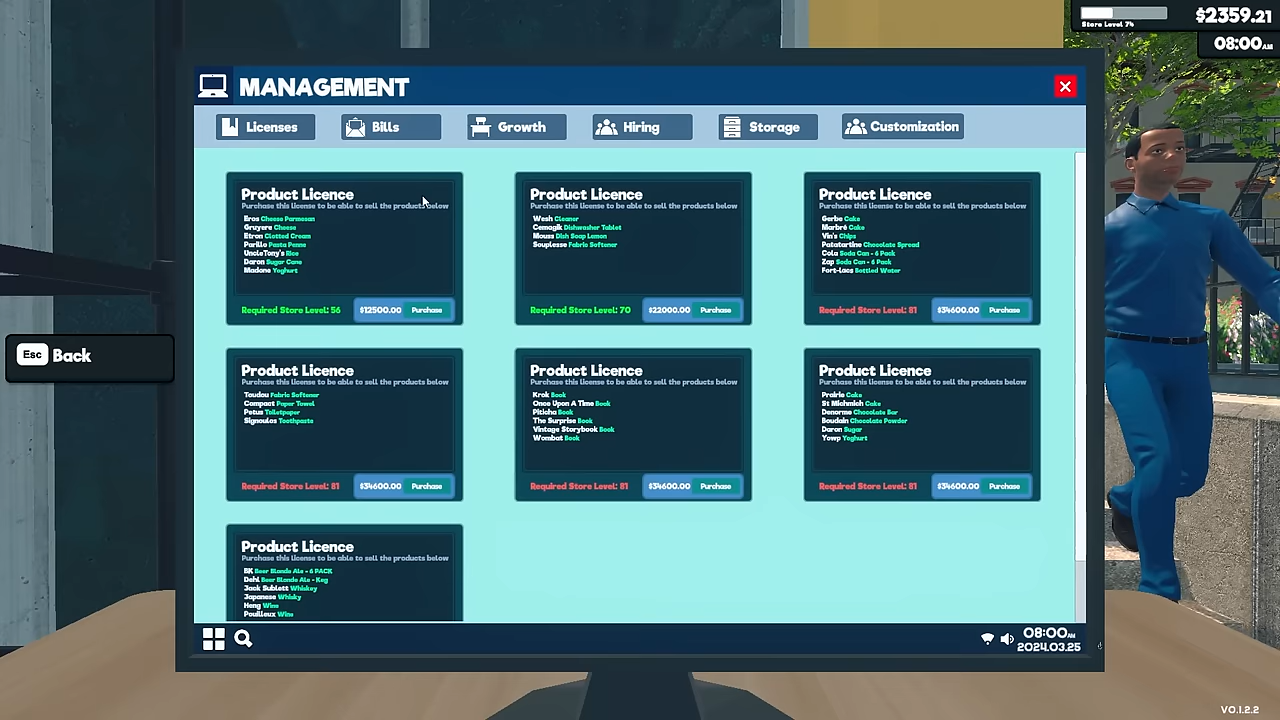 $2359.21
Store Level 74
08:00AM
MANAGEMENT
Licenses
Bills
Growth
Hiring
Storage
Customization
Product Licence
Purchase this license to be able to sell the products below
Eros Cheese Parmesan
Gruyere Cheese
Etron Clotted Cream
Parillo Pasta Penne
UncleTony's Rice
Daron Sugar Cane
Madone Yoghurt
Required Store Level: 56
$12500.00
Purchase
Product Licence
Purchase this license to be able to sell the products below
Wesh Cleaner
Cemagik Dishwasher Tablet
Mouss Dish Soap Lemon
Souplesse Fabric Softener
Required Store Level: 70
$22000.00
Purchase
Product Licence
Purchase this license to be able to sell the products below
Gerbe Cake
Marbré Cake
Vin's Chips
Patatartine Chocolate Spread
Cola Soda Can - 6 Pack
Zap Soda Can - 6 Pack
Fort-lacs Bottled Water
Required Store Level: 81
$34600.00
Purchase
Esc Back
Product Licence
Purchase this license to be able to sell the products below
Toudou Fabric Softener
Compact Paper Towel
Petus Toiletpaper
Signoulos Toothpaste
Required Store Level: 81
$34600.00
Purchase
Product Licence
Purchase this license to be able to sell the products below
Krok Book
Once Upon A Time Book
Pitcha Book
The Surprise Book
Vintage Storybook Book
Wombat Book
Required Store Level: 81
$34600.00
Purchase
Product Licence
Purchase this license to be able to sell the products below
Prairie Cake
St Michmich Cake
Denorme Chocolate Bar
Boudain Chocolate Powder
Daron Sugar
Yowp Yoghurt
Required Store Level: 81
$34600.00
Purchase
Product Licence
Purchase this license to be able to sell the products below
BK Beer Blonde Ale - 6 PACK
Dehl Beer Blonde Ale - Keg
Jack Sublett Whiskey
Japanese Whisky
Heng Wine
Pouilleux Wine
08:00AM
2024.03.25
V0.1.2.2